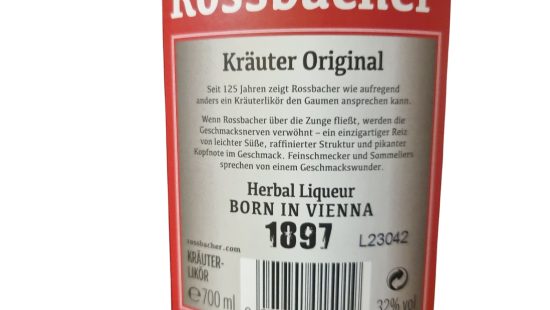 Rossbacher
Kräuter Original
Seit 125 Jahren zeigt Rossbacher wie aufregend
anders ein Kräuterlikör den Gaumen ansprechen kann.
Wenn Rossbacher über die Zunge fließt, werden die
Geschmacksnerven verwöhnt – ein einzigartiger Reiz
von leichter Süße, raffinierter Struktur und pikanter
Kopfnote im Geschmack. Feinschmecker und Sommeliers
sprechen von einem Geschmackswunder.
Herbal Liqueur
BORN IN VIENNA
1897
L23042
rossbacher.com
KRÄUTER-
LIKÖR
℮700 ml
32% vol